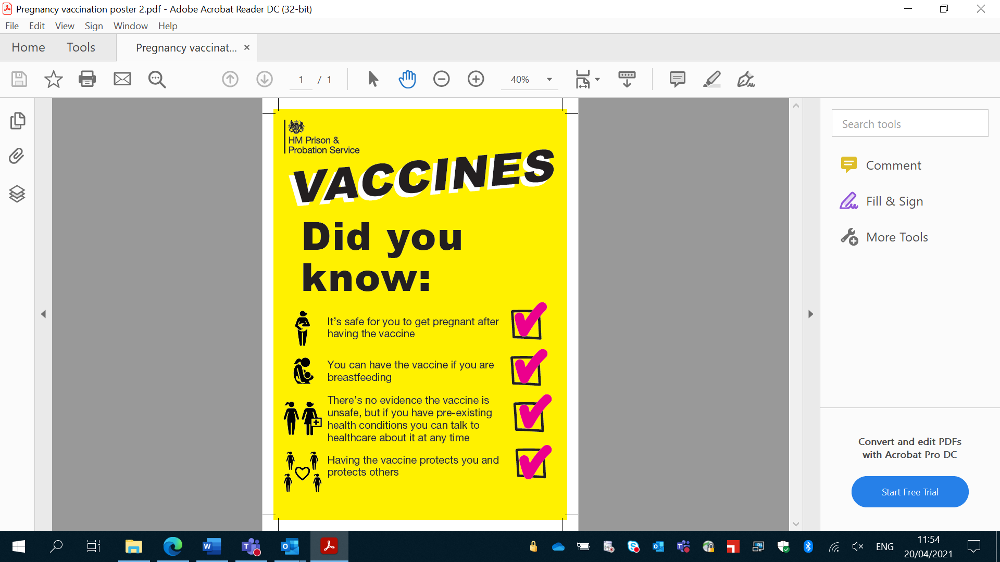 Pregnancy vaccination poster 2.pdf - Adobe Acrobat Reader DC (32-bit)
File Edit View Sign Window Help
Home Tools Pregnancy vaccinat... ×
1 / 1 40%
Search tools
Comment
Fill & Sign
More Tools
HM Prison &
Probation Service
VACCINES
Did you
know:
It's safe for you to get pregnant after
having the vaccine
You can have the vaccine if you are
breastfeeding
There's no evidence the vaccine is
unsafe, but if you have pre-existing
health conditions you can talk to
healthcare about it at any time
Having the vaccine protects you and
protects others
Convert and edit PDFs
with Acrobat Pro DC
Start Free Trial
ENG
11:54
20/04/2021